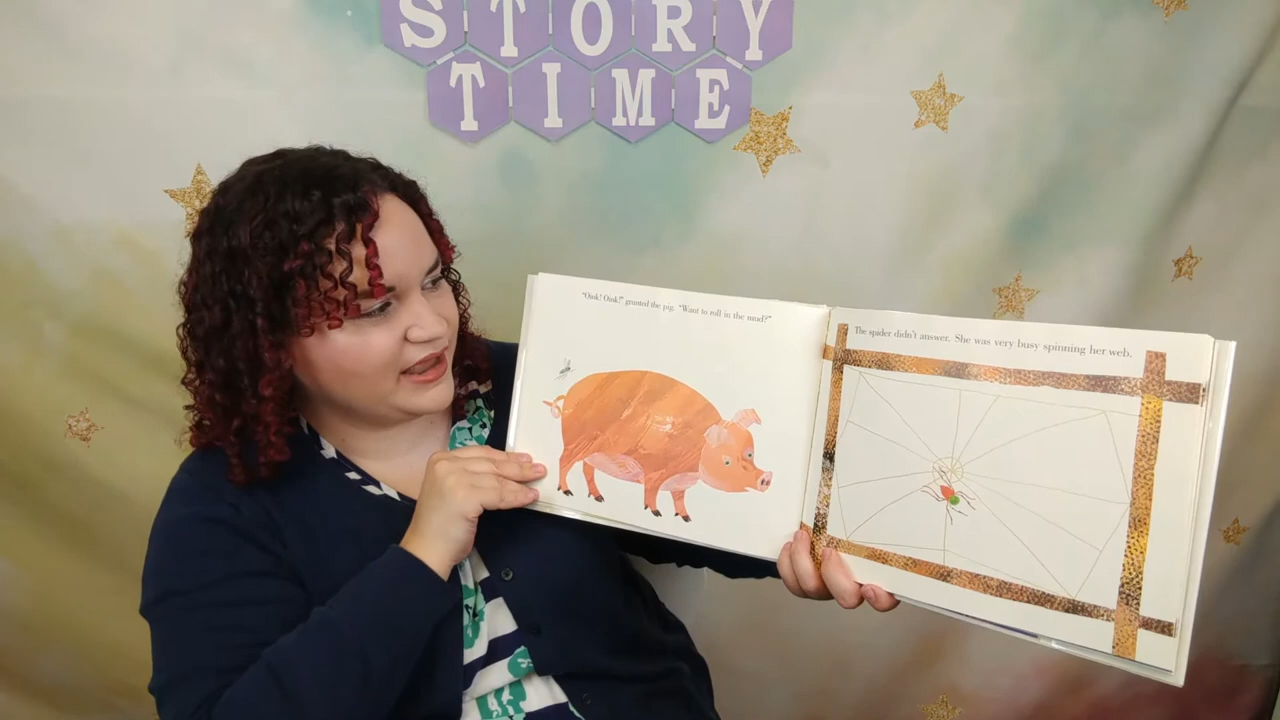 STORY
TIME
"Oink! Oink!" grunted the pig. "Want to roll in the mud?"
The spider didn't answer. She was very busy spinning her web.